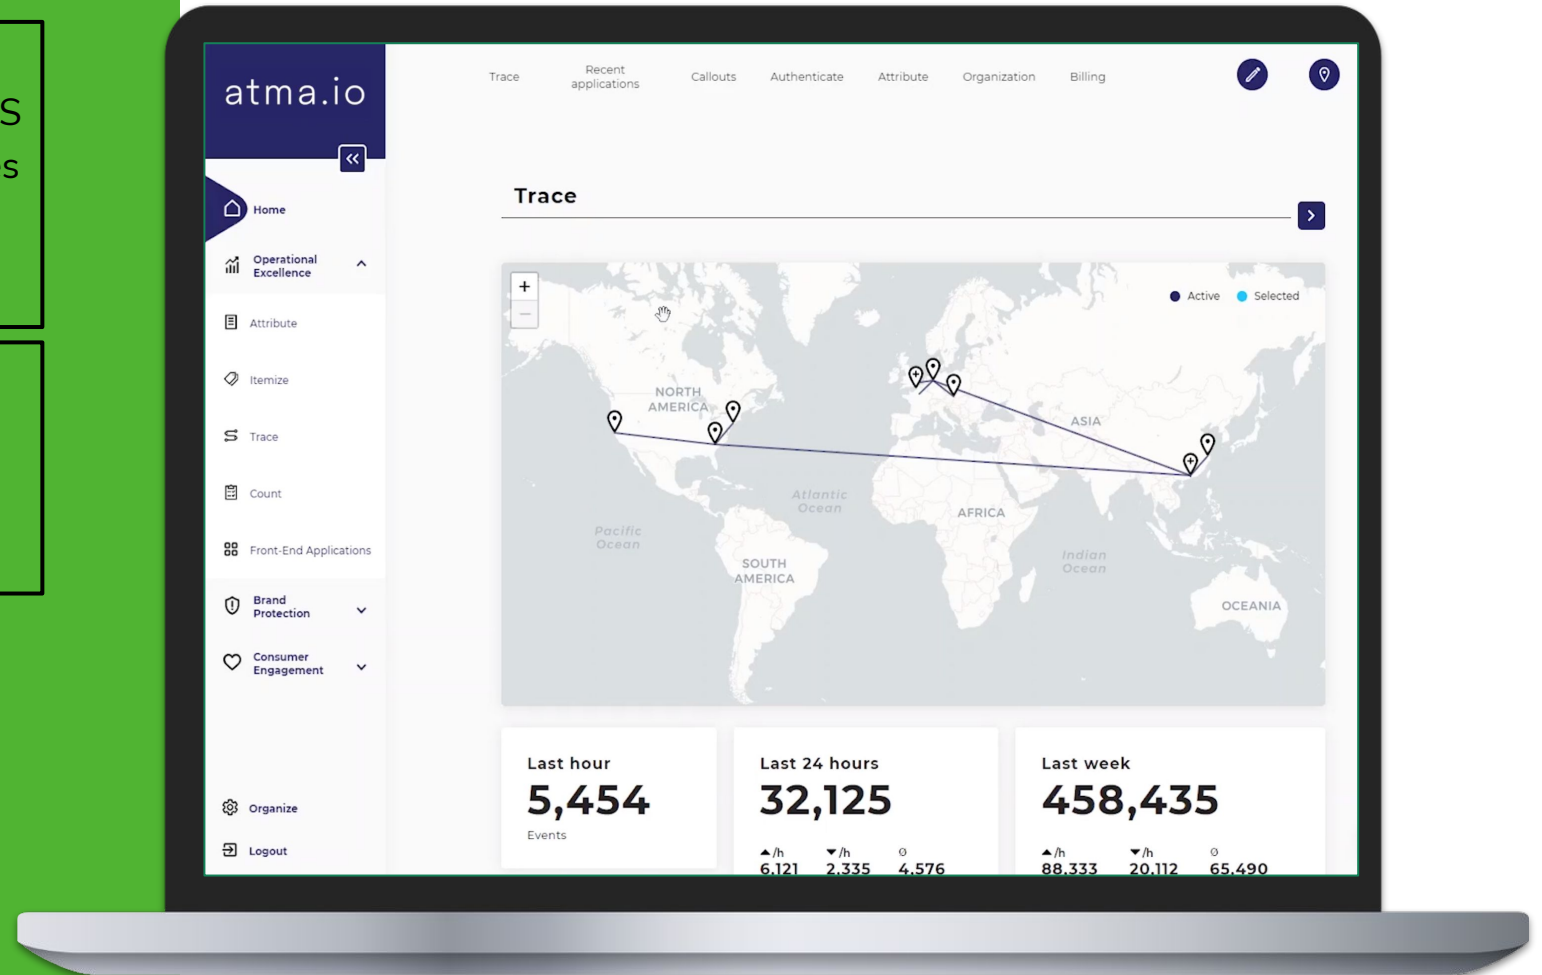 S
es
atma.io
Trace
Recent
applications
Callouts
Authenticate
Attribute
Organization
Billing
Home
Operational
Excellence
Attribute
Itemize
Trace
Count
Front-End Applications
Brand
Protection
Consumer
Engagement
Organize
Logout
Trace
+
−
Active
Selected
NORTH
AMERICA
ASIA
Atlantic
Ocean
AFRICA
Pacific
Ocean
SOUTH
AMERICA
Indian
Ocean
OCEANIA
Last hour
5,454
Events
Last 24 hours
32,125
▲/h ▼/h Ø
6,121 2,335 4,576
Last week
458,435
▲/h ▼/h Ø
88,333 20,112 65,490